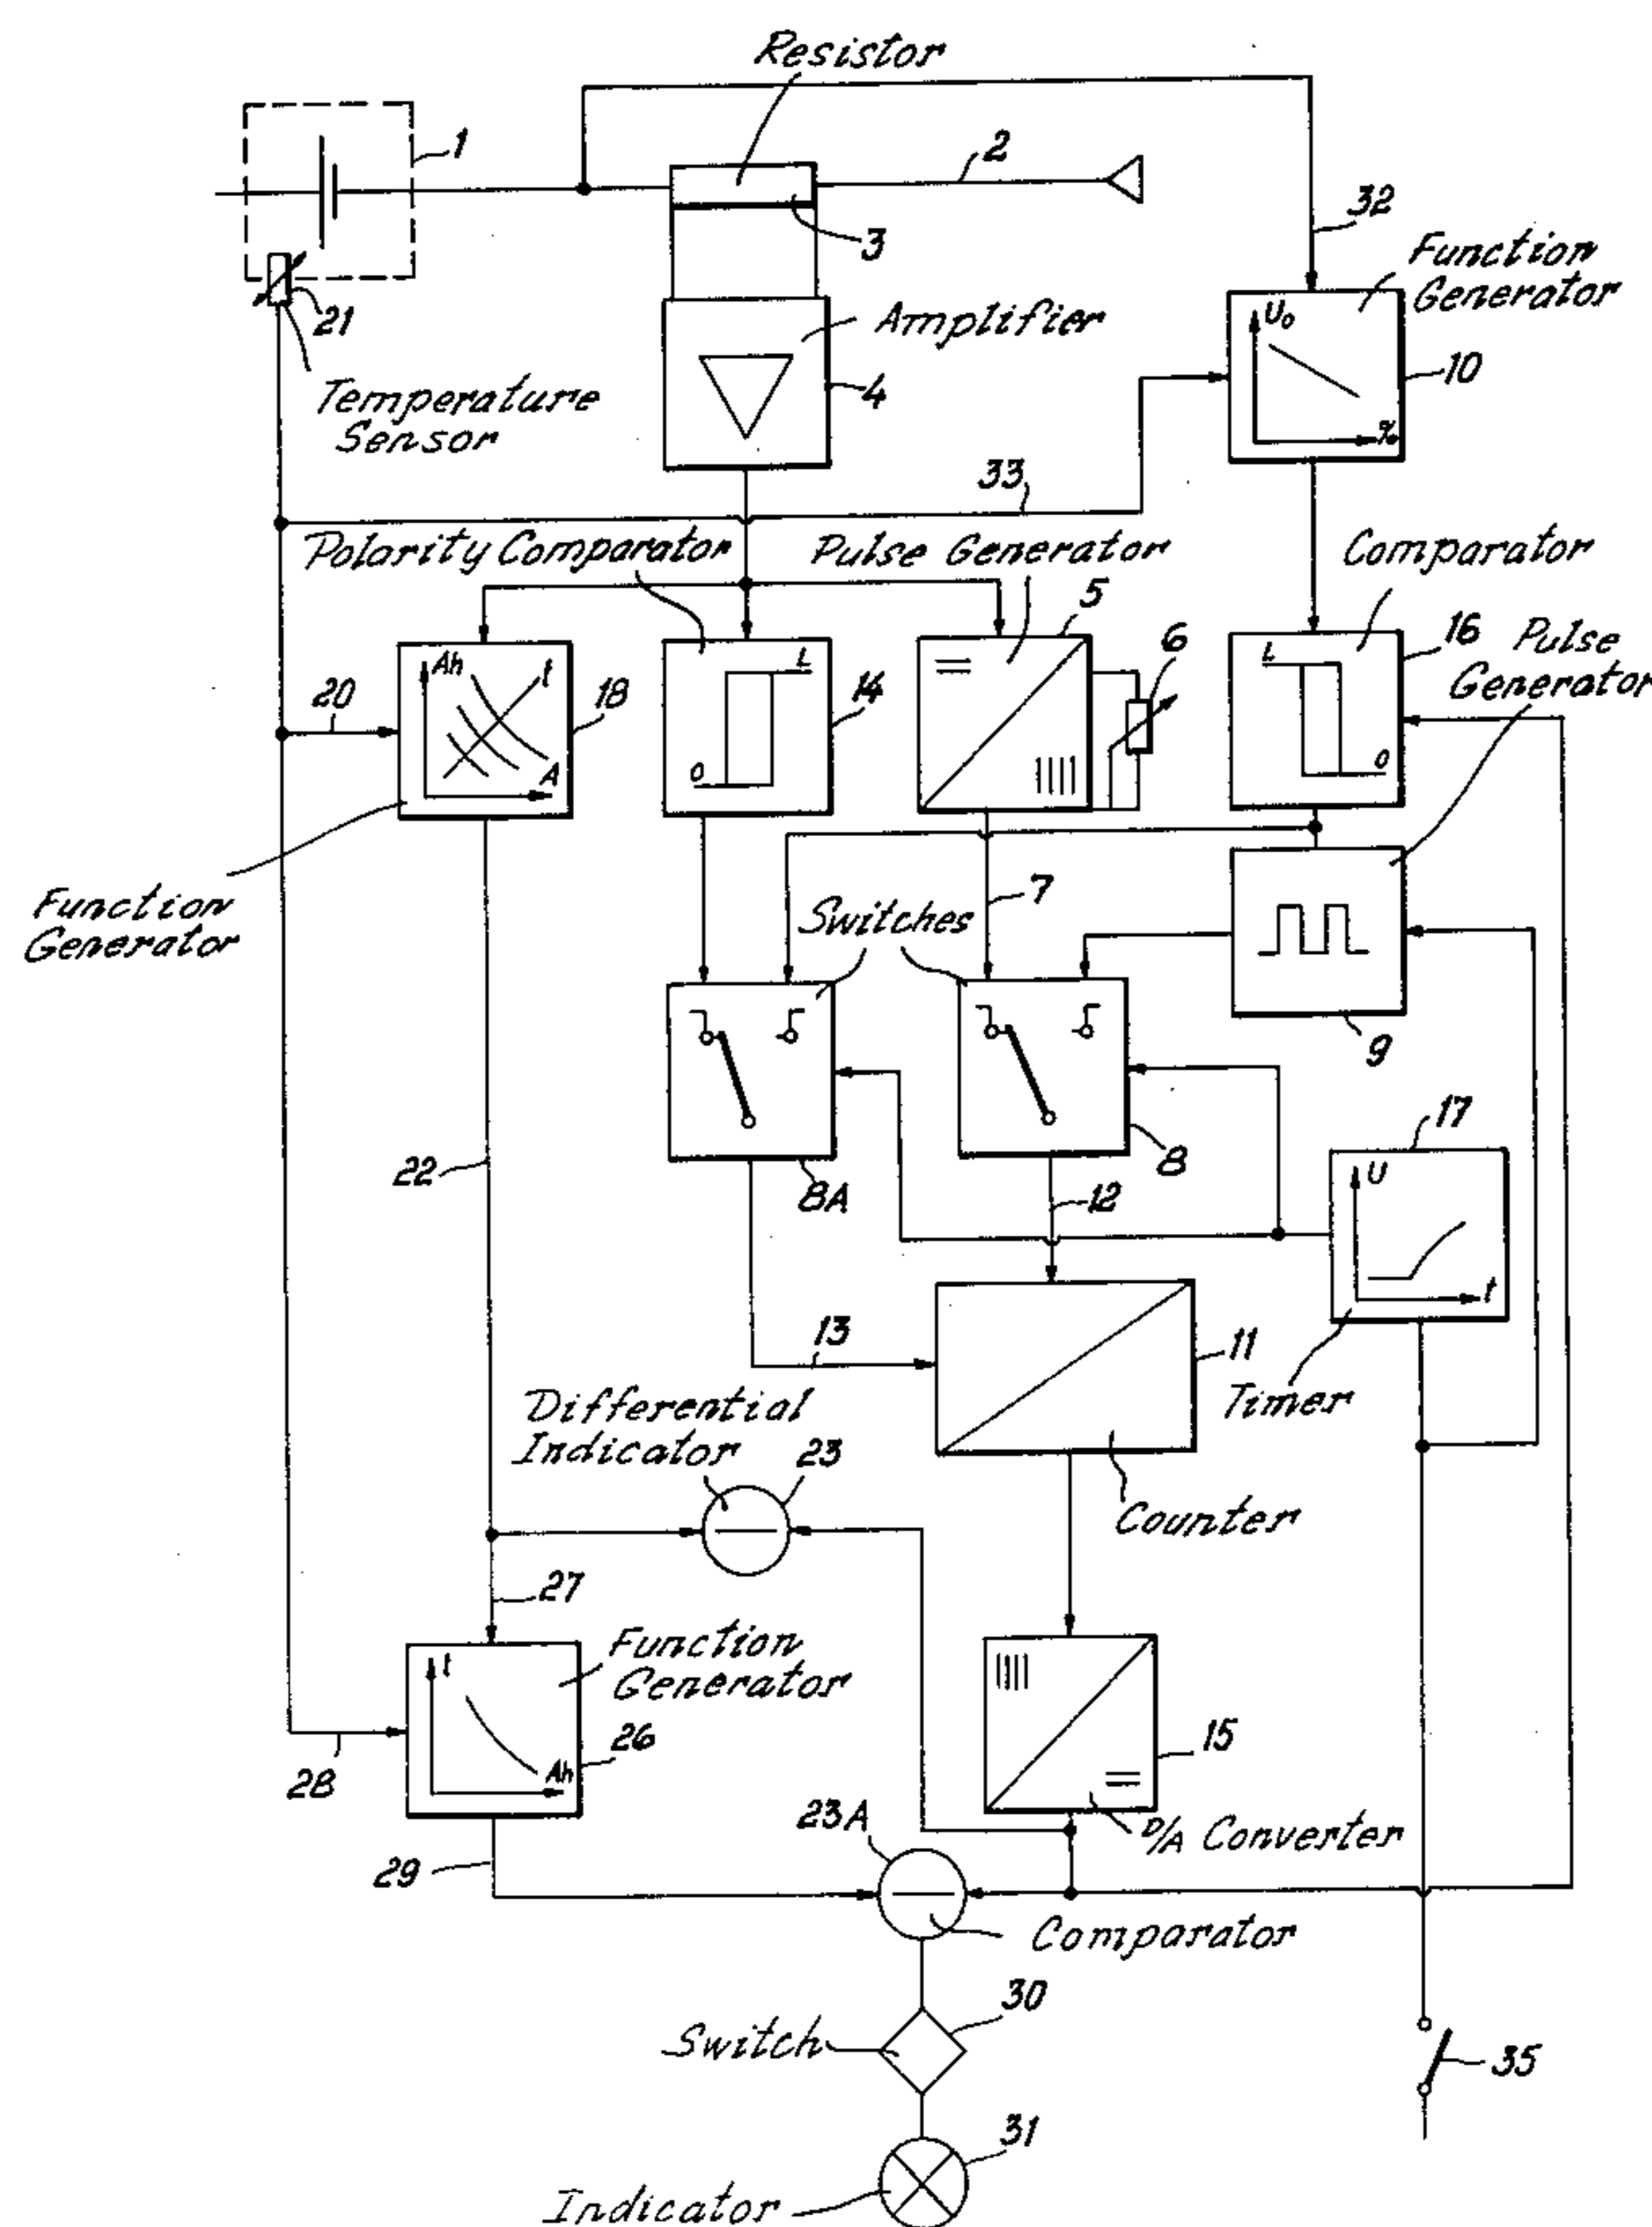 Resistor
1
2
32
3
Function
Generator
21
Amplifier
U₀
10
4
%
Temperature
Sensor
33
Polarity Comparator
Pulse Generator
Comparator
5
6
16
Pulse
Generator
Ah
t
18
L
14
L
20
A
O
O
7
Function
Generator
Switches
9
17
22
8
8A
12
U
t
13
11
Timer
Differential
Indicator
23
Counter
27
Function
Generator
t
26
15
Ah
28
23A
D/A Converter
29
Comparator
30
Switch
35
31
Indicator